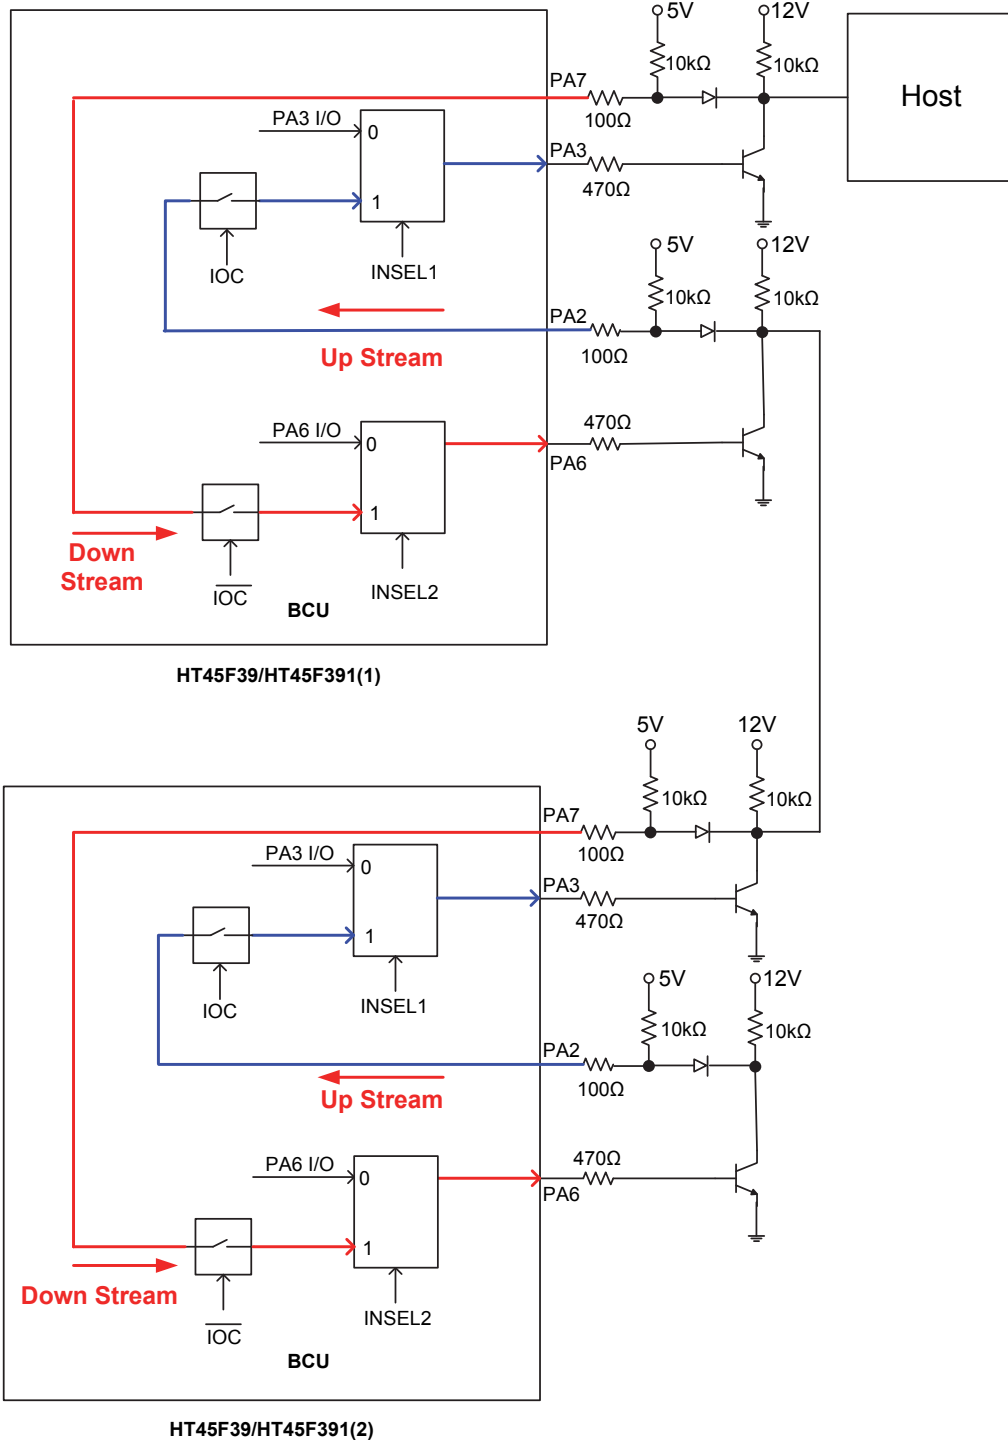 5V
12V
10kΩ
10kΩ
PA7
Host
100Ω
PA3 I/O
0
PA3
470Ω
1
IOC
INSEL1
5V
12V
10kΩ
10kΩ
PA2
100Ω
Up Stream
470Ω
PA6 I/O
0
PA6
1
Down
Stream
IOC
INSEL2
BCU
HT45F39/HT45F391(1)
5V
12V
10kΩ
10kΩ
PA7
100Ω
PA3 I/O
0
PA3
470Ω
1
IOC
INSEL1
5V
12V
10kΩ
10kΩ
PA2
100Ω
Up Stream
470Ω
PA6 I/O
0
PA6
1
Down Stream
IOC
INSEL2
BCU
HT45F39/HT45F391(2)